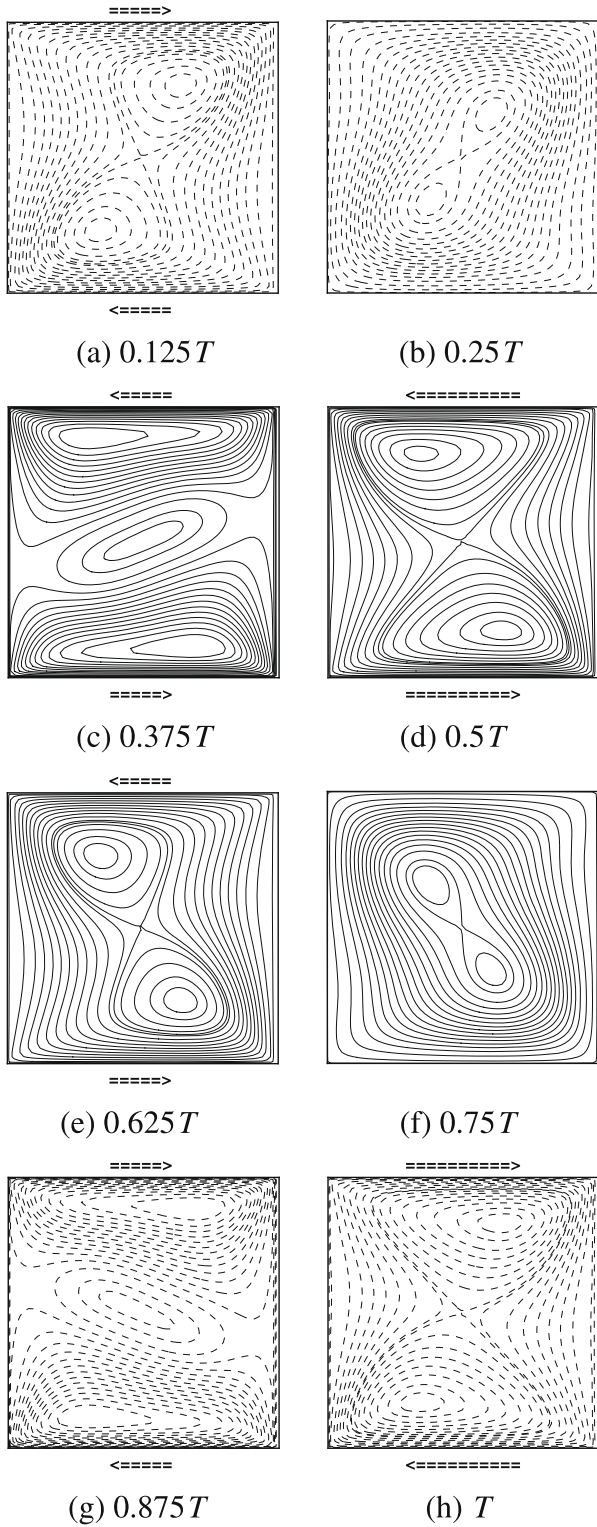 =====>
<=====
(a) 0.125T (b) 0.25T
<===== <==========
=====> ==========>
(c) 0.375T (d) 0.5T
<=====
=====>
(e) 0.625T (f) 0.75T
=====> ==========>
<===== <==========
(g) 0.875T (h) T